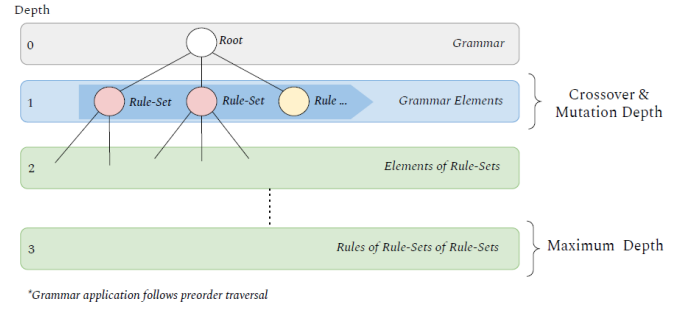 Depth
0
Root
Grammar
1
Rule-Set
Rule-Set
Rule ...
Grammar Elements
Crossover &
Mutation Depth
2
Elements of Rule-Sets
3
Rules of Rule-Sets of Rule-Sets
Maximum Depth
*Grammar application follows preorder traversal